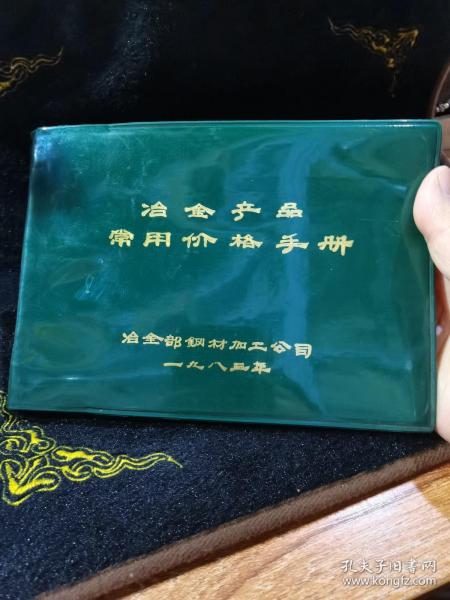 冶金产品
常用价格手册
冶金部钢材加工公司
一九八五年
孔夫子旧书网
www.kongfz.com